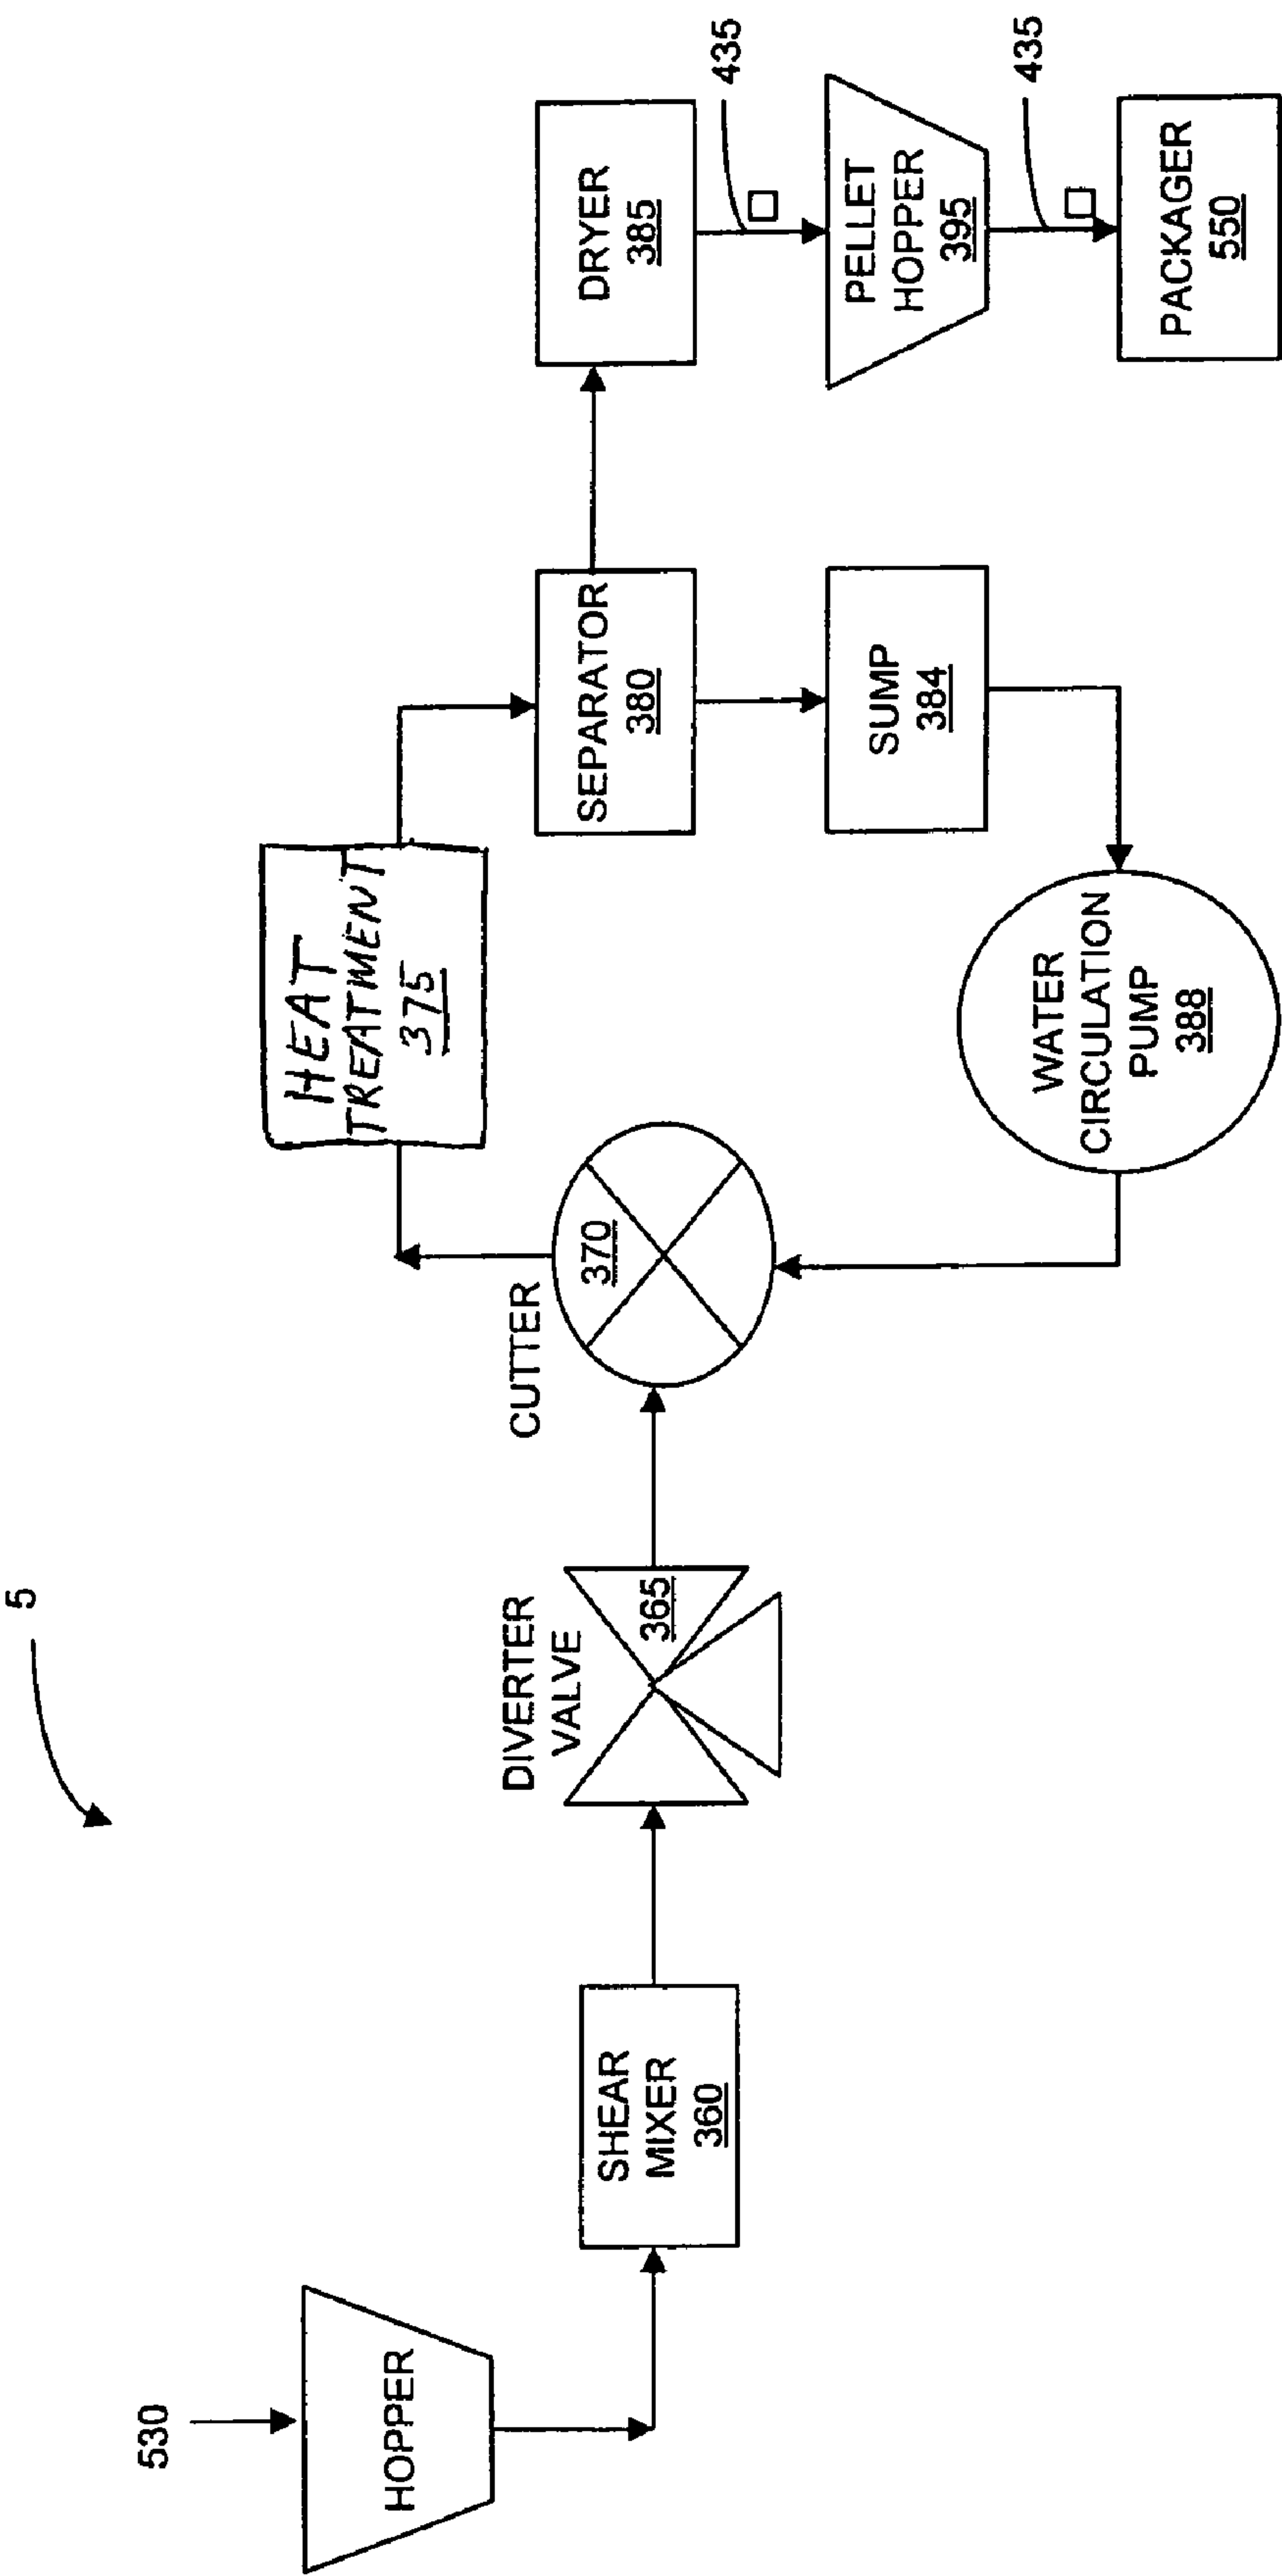 5
530
HOPPER
SHEAR
MIXER
360
DIVERTER
VALVE
365
CUTTER
370
HEAT
TREATMENT
375
SEPARATOR
380
DRYER
385
435
PELLET
HOPPER
395
435
PACKAGER
550
SUMP
384
WATER
CIRCULATION
PUMP
388